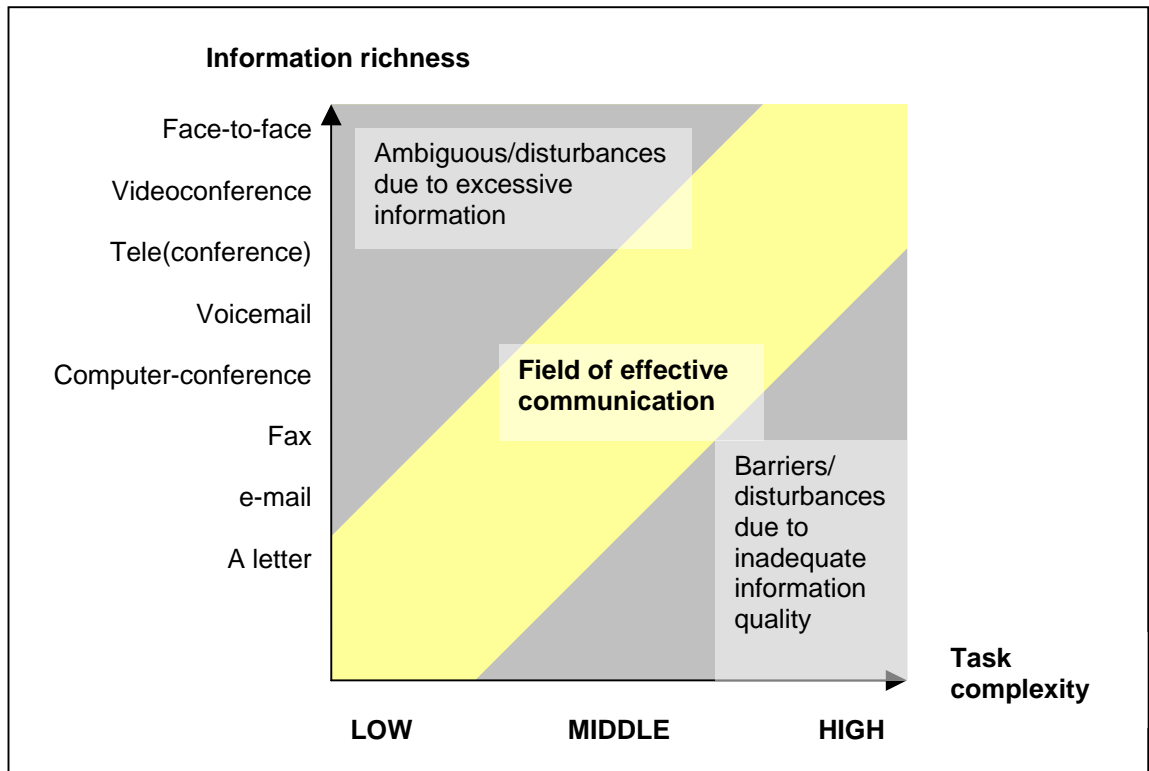 Information richness
Face-to-face
Videoconference
Tele(conference)
Voicemail
Computer-conference
Fax
e-mail
A letter
Ambiguous/disturbances
due to excessive
information
Field of effective
communication
Barriers/
disturbances
due to
inadequate
information
quality
Task
complexity
LOW
MIDDLE
HIGH